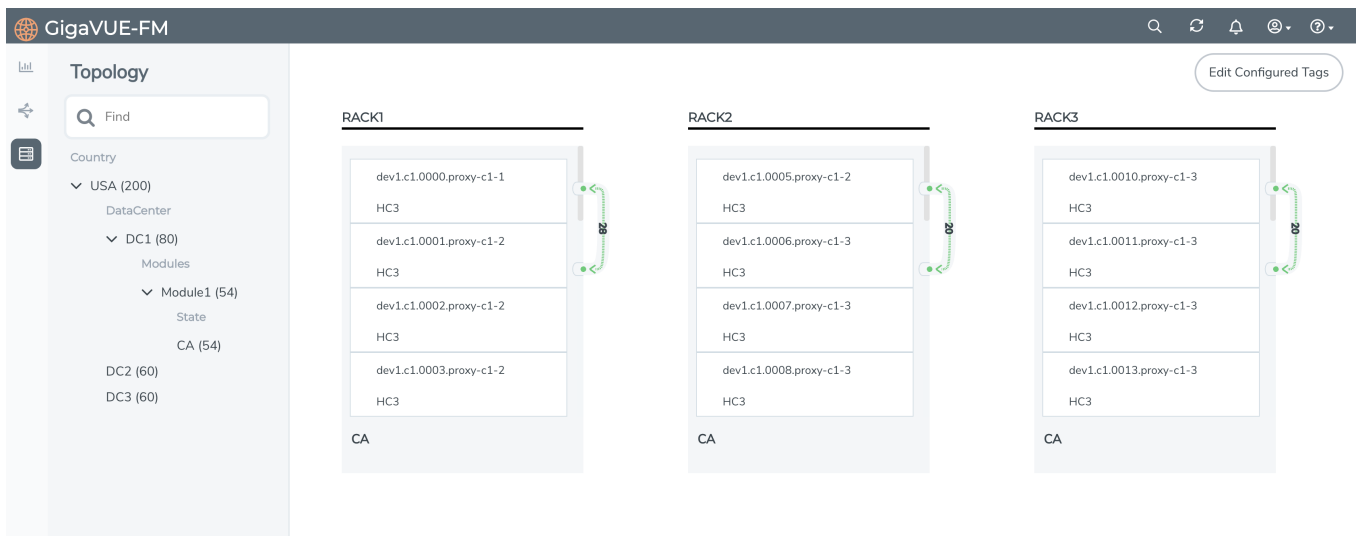 GigaVUE-FM
Topology
Edit Configured Tags
Find
Country
USA (200)
DataCenter
DC1 (80)
Modules
Module1 (54)
State
CA (54)
DC2 (60)
DC3 (60)
RACK1
dev1.c1.0000.proxy-c1-1
HC3
dev1.c1.0001.proxy-c1-2
HC3
dev1.c1.0002.proxy-c1-2
HC3
dev1.c1.0003.proxy-c1-2
HC3
CA
28
RACK2
dev1.c1.0005.proxy-c1-2
HC3
dev1.c1.0006.proxy-c1-3
HC3
dev1.c1.0007.proxy-c1-3
HC3
dev1.c1.0008.proxy-c1-3
HC3
CA
20
RACK3
dev1.c1.0010.proxy-c1-3
HC3
dev1.c1.0011.proxy-c1-3
HC3
dev1.c1.0012.proxy-c1-3
HC3
dev1.c1.0013.proxy-c1-3
HC3
CA
20